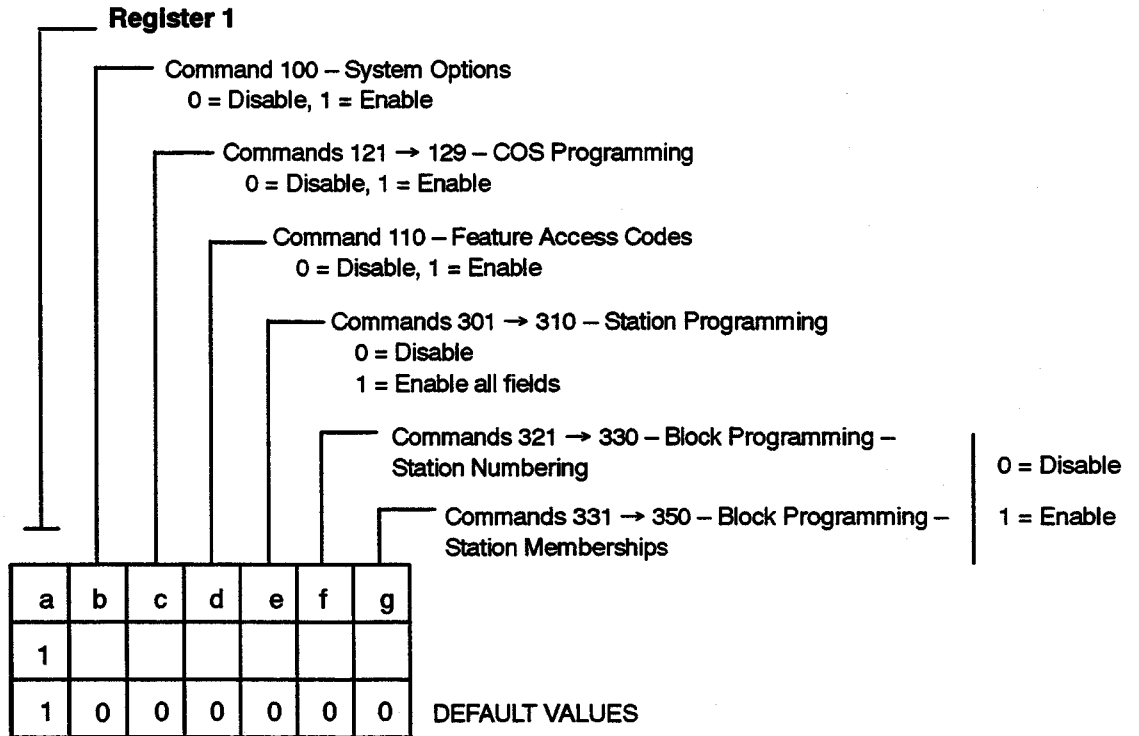 Register 1
Command 100 – System Options
0 = Disable, 1 = Enable
Commands 121 → 129 – COS Programming
0 = Disable, 1 = Enable
Command 110 – Feature Access Codes
0 = Disable, 1 = Enable
Commands 301 → 310 – Station Programming
0 = Disable
1 = Enable all fields
Commands 321 → 330 – Block Programming –
Station Numbering
0 = Disable
Commands 331 → 350 – Block Programming –
Station Memberships
1 = Enable
a b c d e f g
1
1 0 0 0 0 0 0 DEFAULT VALUES